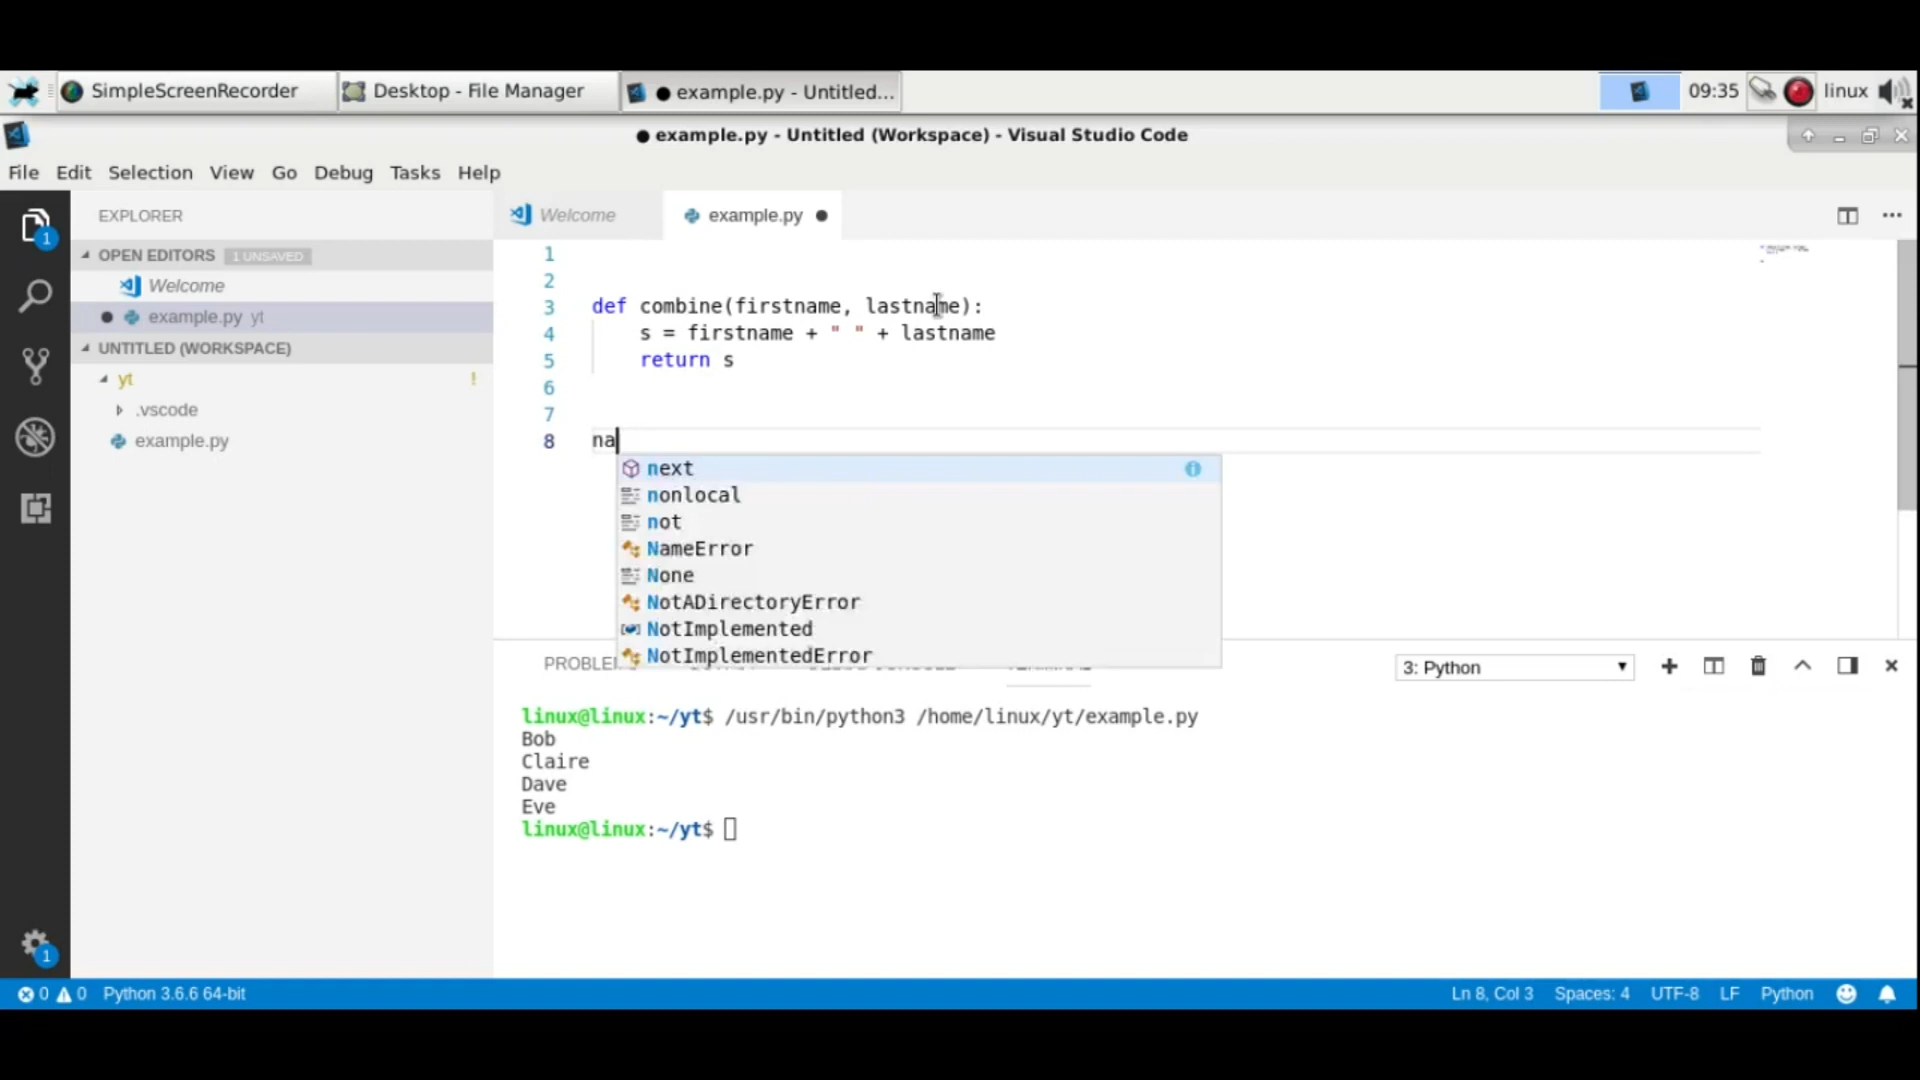 SimpleScreenRecorder Desktop - File Manager ● example.py - Untitled... 09:35 linux
● example.py - Untitled (Workspace) - Visual Studio Code
File Edit Selection View Go Debug Tasks Help
EXPLORER
OPEN EDITORS 1 UNSAVED
Welcome
● example.py yt
UNTITLED (WORKSPACE)
yt !
.vscode
example.py
1
1
Welcome example.py ● ...
1
2
3 def combine(firstname, lastname):
4 s = firstname + " " + lastname
5 return s
6
7
8 na
next
nonlocal
not
NameError
None
NotADirectoryError
NotImplemented
NotImplementedError
3: Python
linux@linux:~/yt$ /usr/bin/python3 /home/linux/yt/example.py
Bob
Claire
Dave
Eve
linux@linux:~/yt$
0 0 Python 3.6.6 64-bit Ln 8, Col 3 Spaces: 4 UTF-8 LF Python